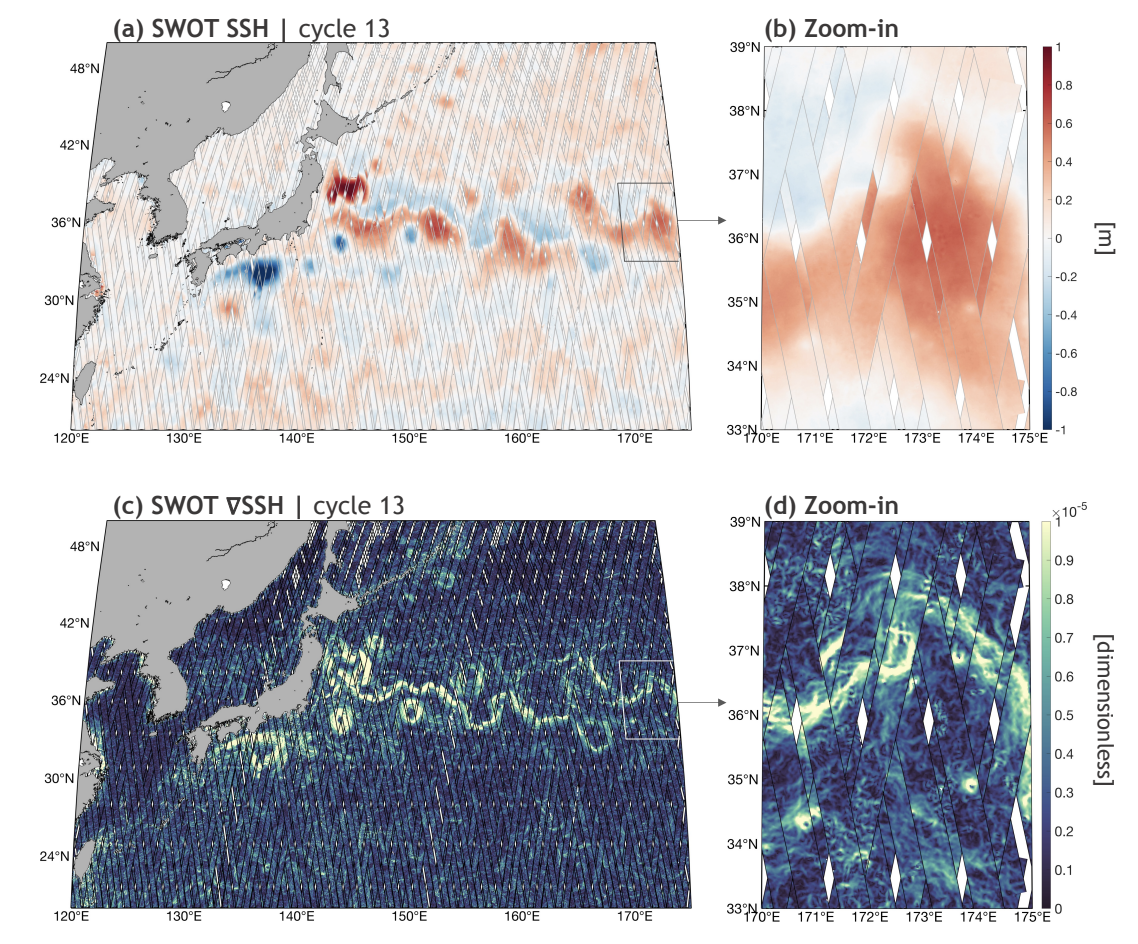 (a) SWOT SSH | cycle 13
(b) Zoom-in
48°N
42°N
36°N
30°N
24°N
120°E 130°E 140°E 150°E 160°E 170°E
39°N
38°N
37°N
36°N
35°N
34°N
33°N
170°E 171°E 172°E 173°E 174°E 175°E
1
0.8
0.6
0.4
0.2
0
-0.2
-0.4
-0.6
-0.8
-1
[m]
(c) SWOT ∇SSH | cycle 13
(d) Zoom-in
48°N
42°N
36°N
30°N
24°N
120°E 130°E 140°E 150°E 160°E 170°E
39°N
38°N
37°N
36°N
35°N
34°N
33°N
170°E 171°E 172°E 173°E 174°E 175°E
×10⁻⁵
1
0.9
0.8
0.7
0.6
0.5
0.4
0.3
0.2
0.1
0
[dimensionless]